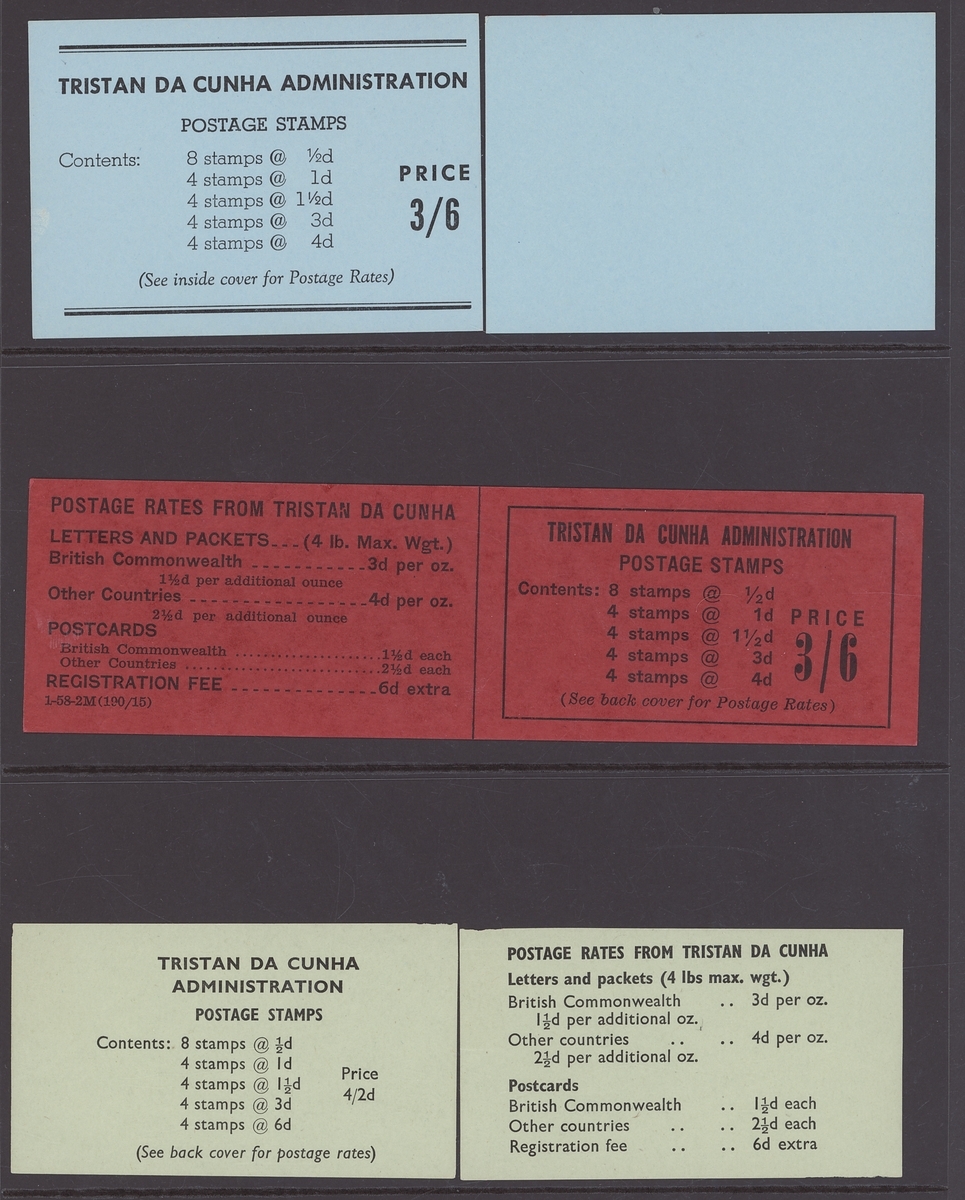 TRISTAN DA CUNHA ADMINISTRATION
POSTAGE STAMPS
Contents: 8 stamps @ ½d
4 stamps @ 1d
4 stamps @ 1½d
4 stamps @ 3d
4 stamps @ 4d
PRICE
3/6
(See inside cover for Postage Rates)
POSTAGE RATES FROM TRISTAN DA CUNHA
LETTERS AND PACKETS...(4 lb. Max. Wgt.)
British Commonwealth ...........3d per oz.
1½d per additional ounce
Other Countries .................4d per oz.
2½d per additional ounce
POSTCARDS
British Commonwealth .....................1½d each
Other Countries ............................2½d each
REGISTRATION FEE ..............6d extra
1-58-2M (190/15)
TRISTAN DA CUNHA ADMINISTRATION
POSTAGE STAMPS
Contents: 8 stamps @ ½d
4 stamps @ 1d
4 stamps @ 1½d
4 stamps @ 3d
4 stamps @ 4d
PRICE
3/6
(See back cover for Postage Rates)
TRISTAN DA CUNHA
ADMINISTRATION
POSTAGE STAMPS
Contents: 8 stamps @ ½d
4 stamps @ 1d
4 stamps @ 1½d
4 stamps @ 3d
4 stamps @ 6d
Price
4/2d
(See back cover for postage rates)
POSTAGE RATES FROM TRISTAN DA CUNHA
Letters and packets (4 lbs max. wgt.)
British Commonwealth .. 3d per oz.
1½d per additional oz.
Other countries .. .. 4d per oz.
2½d per additional oz.
Postcards
British Commonwealth .. 1½d each
Other countries .. .. 2½d each
Registration fee .. .. 6d extra